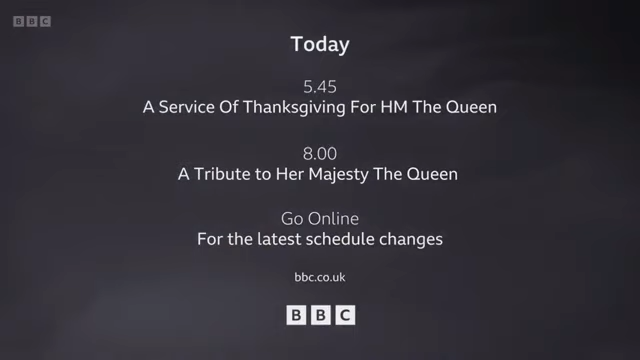 BBC
Today
5.45
A Service Of Thanksgiving For HM The Queen
8.00
A Tribute to Her Majesty The Queen
Go Online
For the latest schedule changes
bbc.co.uk
BBC